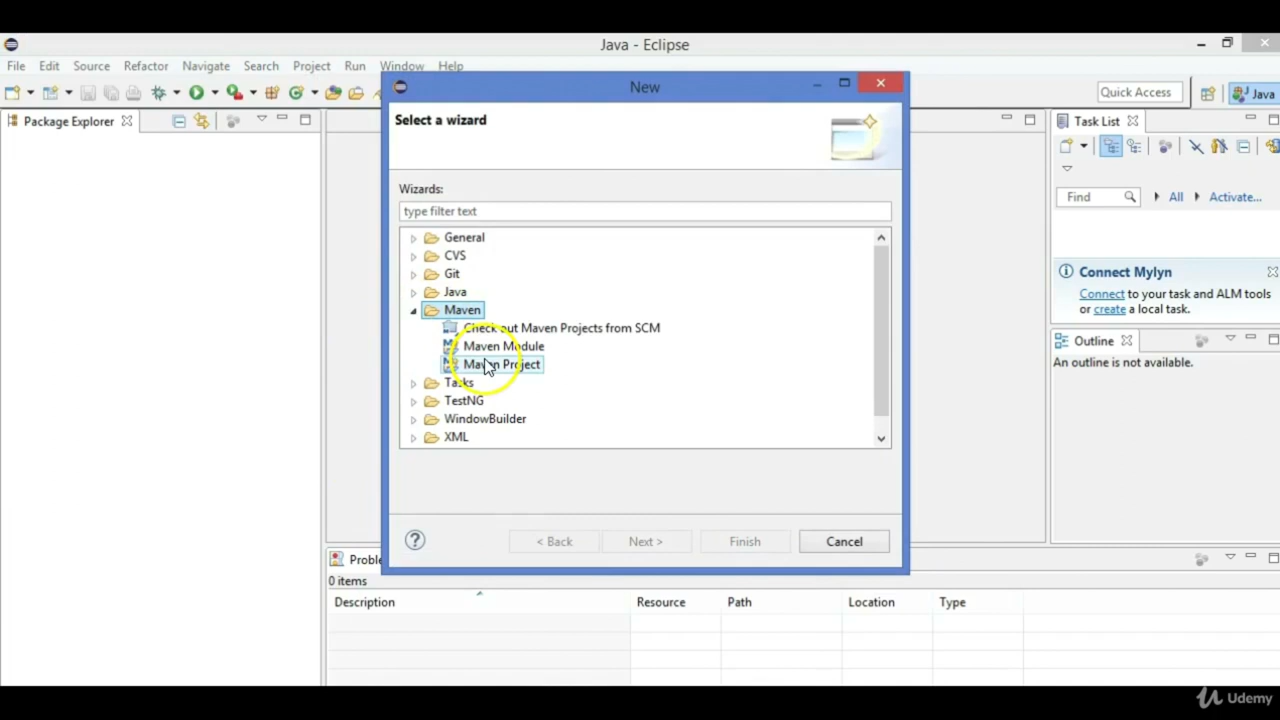 Java - Eclipse
File Edit Source Refactor Navigate Search Project Run Window Help
New
Quick Access
Java
Package Explorer
Select a wizard
Task List
Wizards:
type filter text
Find All Activate...
General
CVS
Git
Java
Maven
Check out Maven Projects from SCM
Maven Module
Maven Project
Tasks
TestNG
WindowBuilder
XML
Connect Mylyn
Connect to your task and ALM tools
or create a local task.
Outline
An outline is not available.
? < Back Next > Finish Cancel
Proble
0 items
Description Resource Path Location Type
Udemy